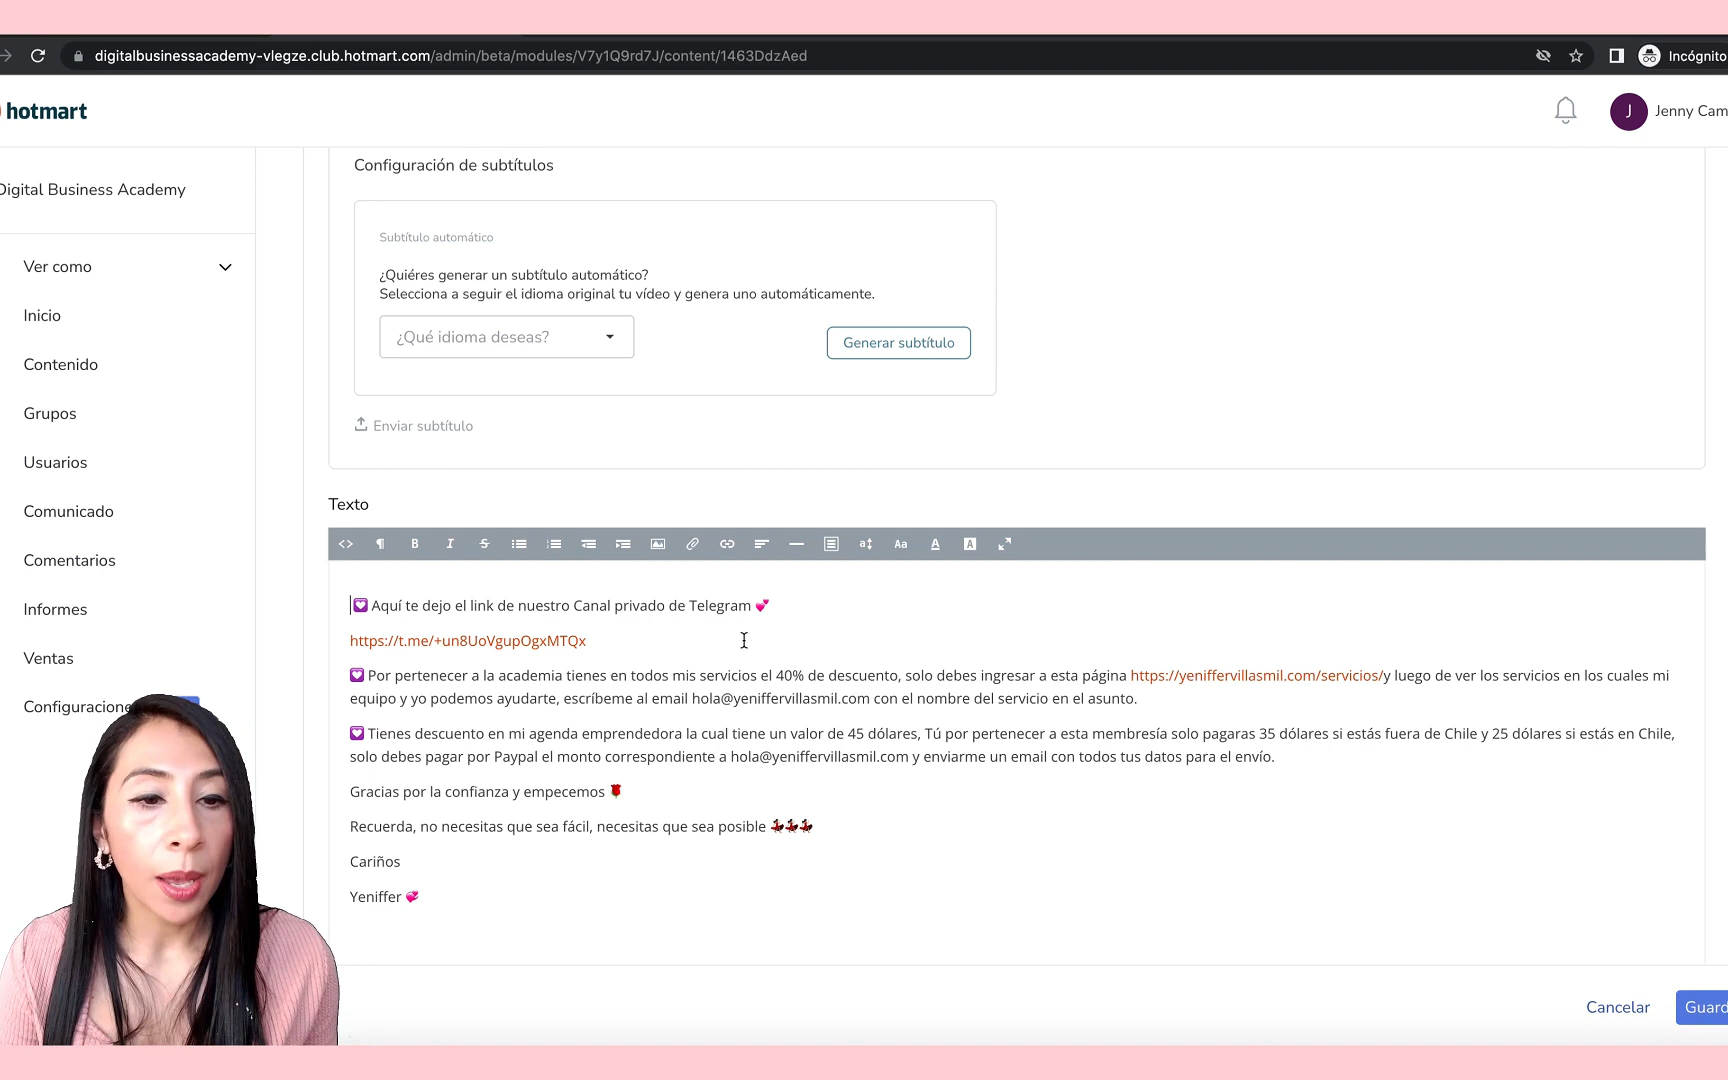 digitalbusinessacademy-vlegze.club.hotmart.com/admin/beta/modules/V7y1Q9rd7J/content/1463DdzAed
Incógnito
hotmart
J
Jenny Cam
Digital Business Academy
Ver como
Inicio
Contenido
Grupos
Usuarios
Comunicado
Comentarios
Informes
Ventas
Configuracione
Configuración de subtítulos
Subtítulo automático
¿Quiéres generar un subtítulo automático?
Selecciona a seguir el idioma original tu vídeo y genera uno automáticamente.
¿Qué idioma deseas?
Generar subtítulo
Enviar subtítulo
Texto
💟 Aquí te dejo el link de nuestro Canal privado de Telegram 💕
https://t.me/+un8UoVgupOgxMTQx
💟 Por pertenecer a la academia tienes en todos mis servicios el 40% de descuento, solo debes ingresar a esta página https://yeniffervillasmil.com/servicios/y luego de ver los servicios en los cuales mi
equipo y yo podemos ayudarte, escríbeme al email hola@yeniffervillasmil.com con el nombre del servicio en el asunto.
💟 Tienes descuento en mi agenda emprendedora la cual tiene un valor de 45 dólares, Tú por pertenecer a esta membresía solo pagaras 35 dólares si estás fuera de Chile y 25 dólares si estás en Chile,
solo debes pagar por Paypal el monto correspondiente a hola@yeniffervillasmil.com y enviarme un email con todos tus datos para el envío.
Gracias por la confianza y empecemos 🌹
Recuerda, no necesitas que sea fácil, necesitas que sea posible 💃💃💃
Cariños
Yeniffer 💞
Cancelar
Guard